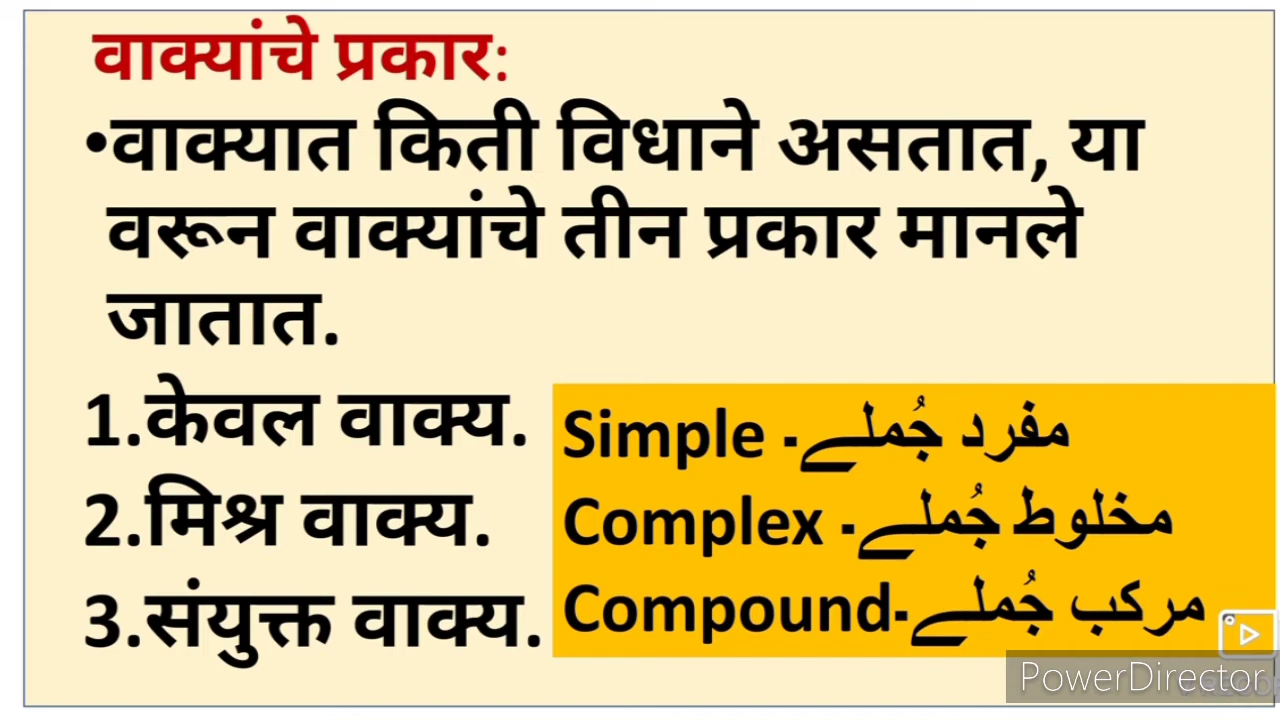 वाक्यांचे प्रकार:
•वाक्यात किती विधाने असतात, या
वरून वाक्यांचे तीन प्रकार मानले
जातात.
1.केवल वाक्य.
2.मिश्र वाक्य.
3.संयुक्त वाक्य.
Simple -مفرد جُملے
Complex -مخلوط جُملے
Compound-مرکب جُملے
PowerDirector